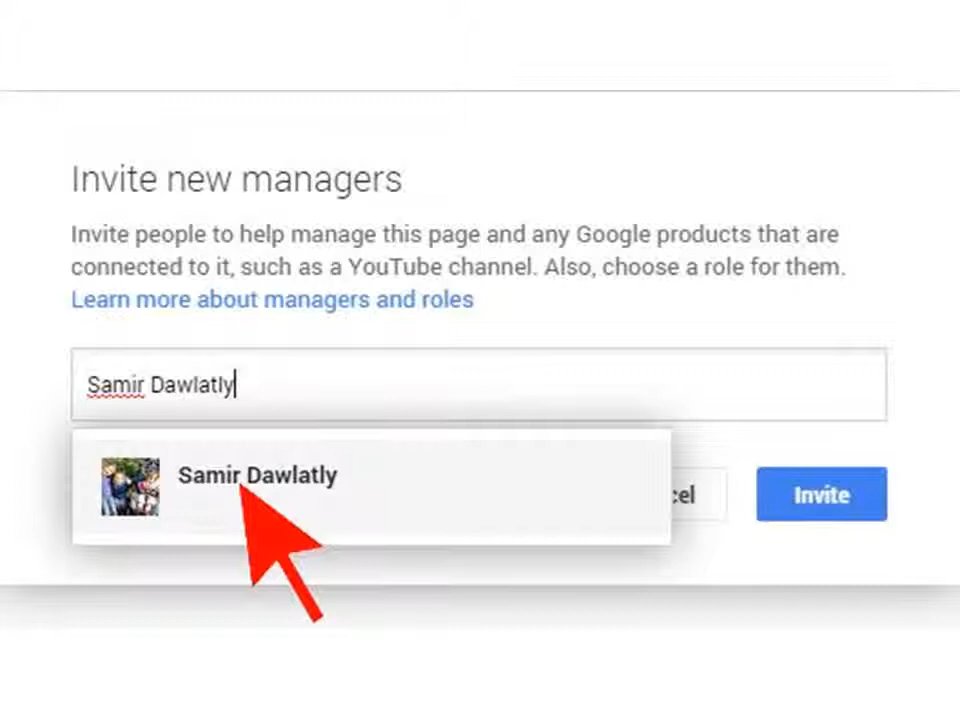 Invite new managers
Invite people to help manage this page and any Google products that are
connected to it, such as a YouTube channel. Also, choose a role for them.
Learn more about managers and roles
Samir Dawlatly
Samir Dawlatly
cel
Invite